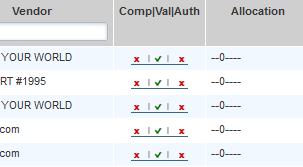 Vendor Comp|Val|Auth Allocation
YOUR WORLD x | ✓ | x --0----
RT #1995 x | ✓ | x --0----
YOUR WORLD x | ✓ | x --0----
com x | ✓ | x --0----
com x | ✓ | x --0----